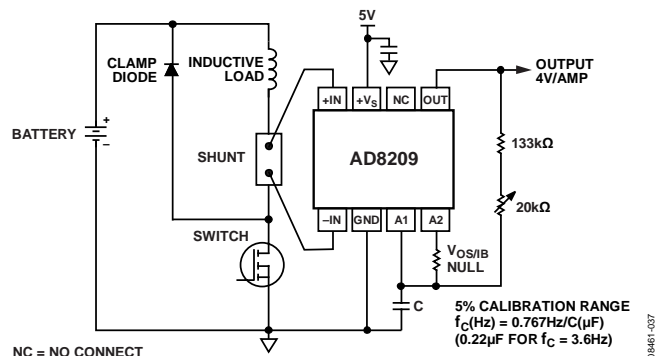 5V
OUTPUT
4V/AMP
CLAMP
DIODE
INDUCTIVE
LOAD
+IN
+VS
NC
OUT
BATTERY
+
–
SHUNT
AD8209
133kΩ
20kΩ
–IN
GND
A1
A2
SWITCH
VOS/IB
NULL
C
5% CALIBRATION RANGE
fC(Hz) = 0.767Hz/C(µF)
(0.22µF FOR fC = 3.6Hz)
NC = NO CONNECT
08461-037